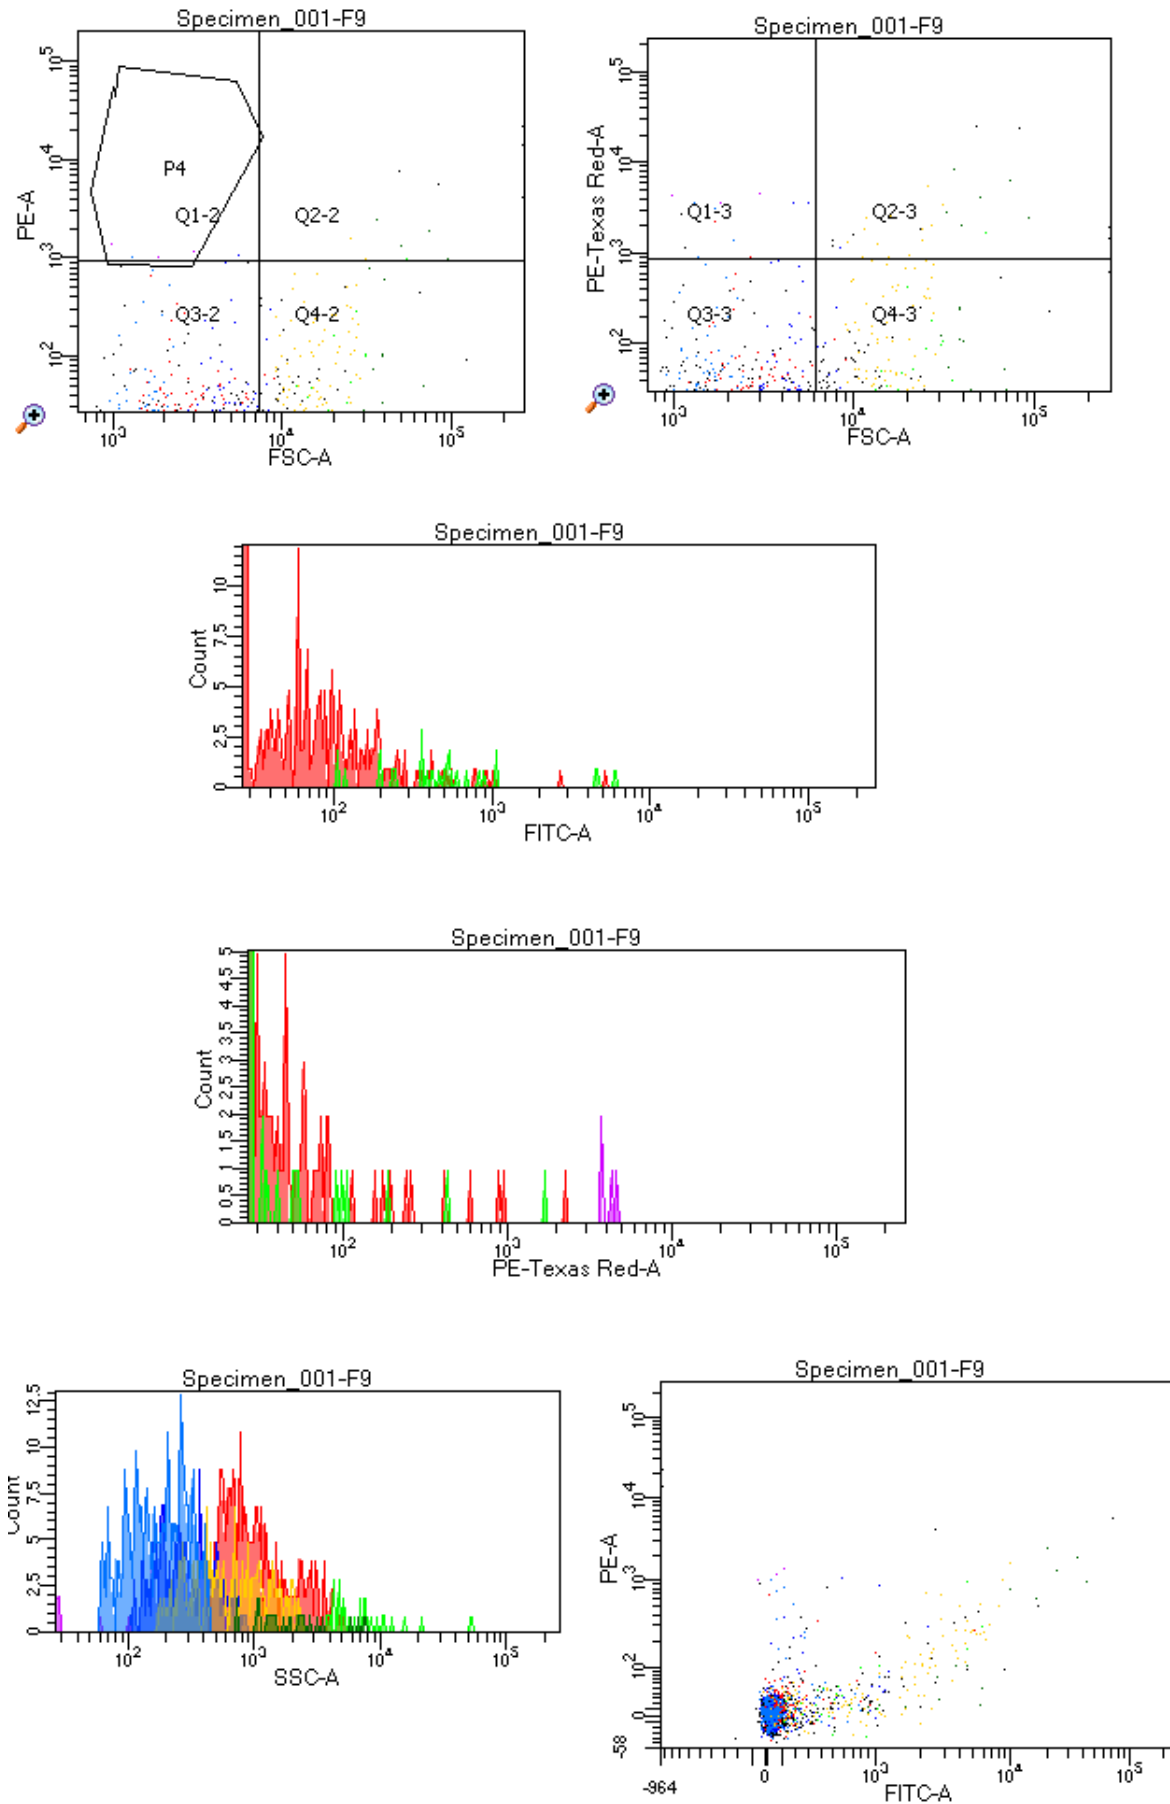 Specimen_001-F9
PE-A
10^5
10^4
10^3
10^2
P4
Q1-2
Q2-2
Q3-2
Q4-2
10^3
10^4
10^5
FSC-A
Specimen_001-F9
PE-Texas Red-A
10^5
10^4
10^3
10^2
Q1-3
Q2-3
Q3-3
Q4-3
10^3
10^4
10^5
FSC-A
Specimen_001-F9
Count
10
7.5
5
2.5
0
10^2
10^3
10^4
10^5
FITC-A
Specimen_001-F9
Count
5
4.5
4
3.5
3
2.5
2
1.5
1
0.5
0
10^2
10^3
10^4
10^5
PE-Texas Red-A
Specimen_001-F9
Count
12.5
10
7.5
5
2.5
0
10^2
10^3
10^4
10^5
SSC-A
Specimen_001-F9
PE-A
10^5
10^4
10^3
10^2
0
-58
-964
0
10^3
10^4
10^5
FITC-A